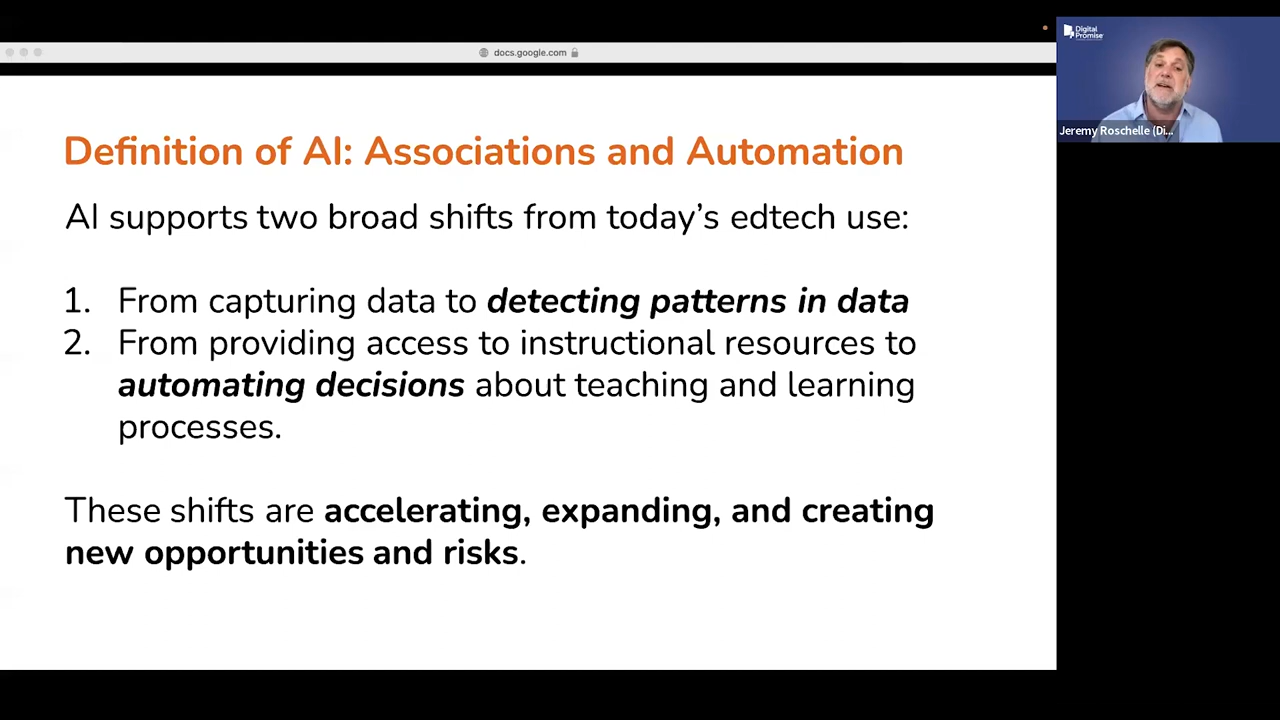 docs.google.com
Digital
Promise
Jeremy Roschelle (Di...
Definition of AI: Associations and Automation
AI supports two broad shifts from today’s edtech use:
1. From capturing data to detecting patterns in data
2. From providing access to instructional resources to
automating decisions about teaching and learning
processes.
These shifts are accelerating, expanding, and creating
new opportunities and risks.